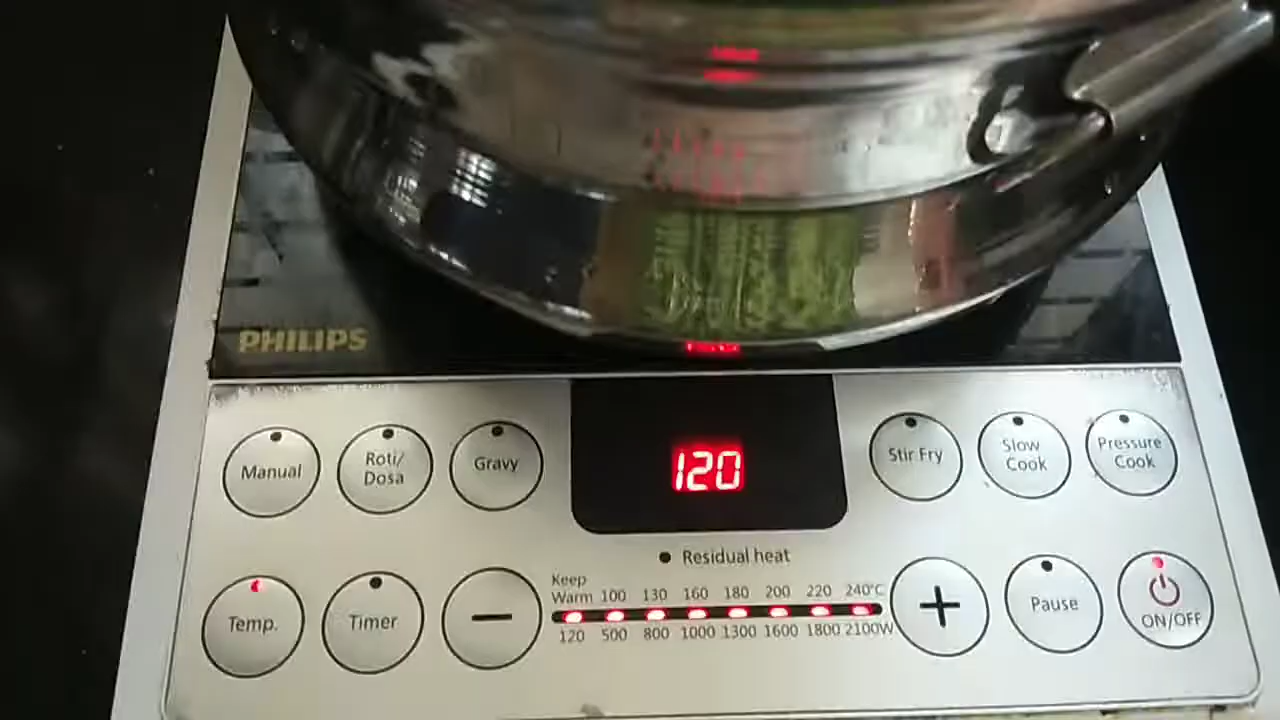 PHILIPS
Manual
Roti/
Dosa
Gravy
120
Stir Fry
Slow
Cook
Pressure
Cook
Residual heat
Temp.
Timer
−
Keep
Warm 100 130 160 180 200 220 240°C
120 500 800 1000 1300 1600 1800 2100W
+
Pause
ON/OFF